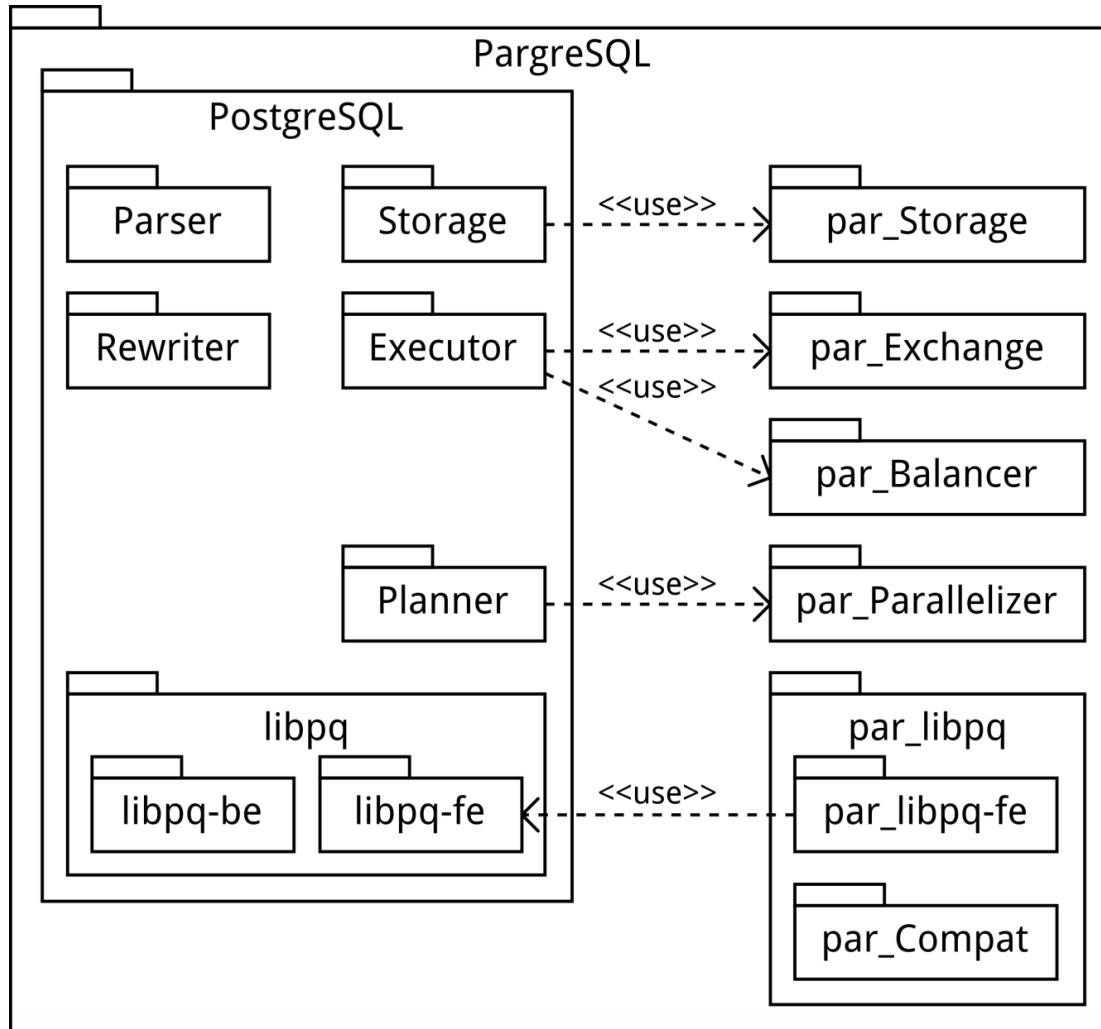 PargreSQL
PostgreSQL
Parser
Storage
<<use>>
par_Storage
Rewriter
Executor
<<use>>
par_Exchange
<<use>>
par_Balancer
Planner
<<use>>
par_Parallelizer
libpq
par_libpq
libpq-be
libpq-fe
<<use>>
par_libpq-fe
par_Compat